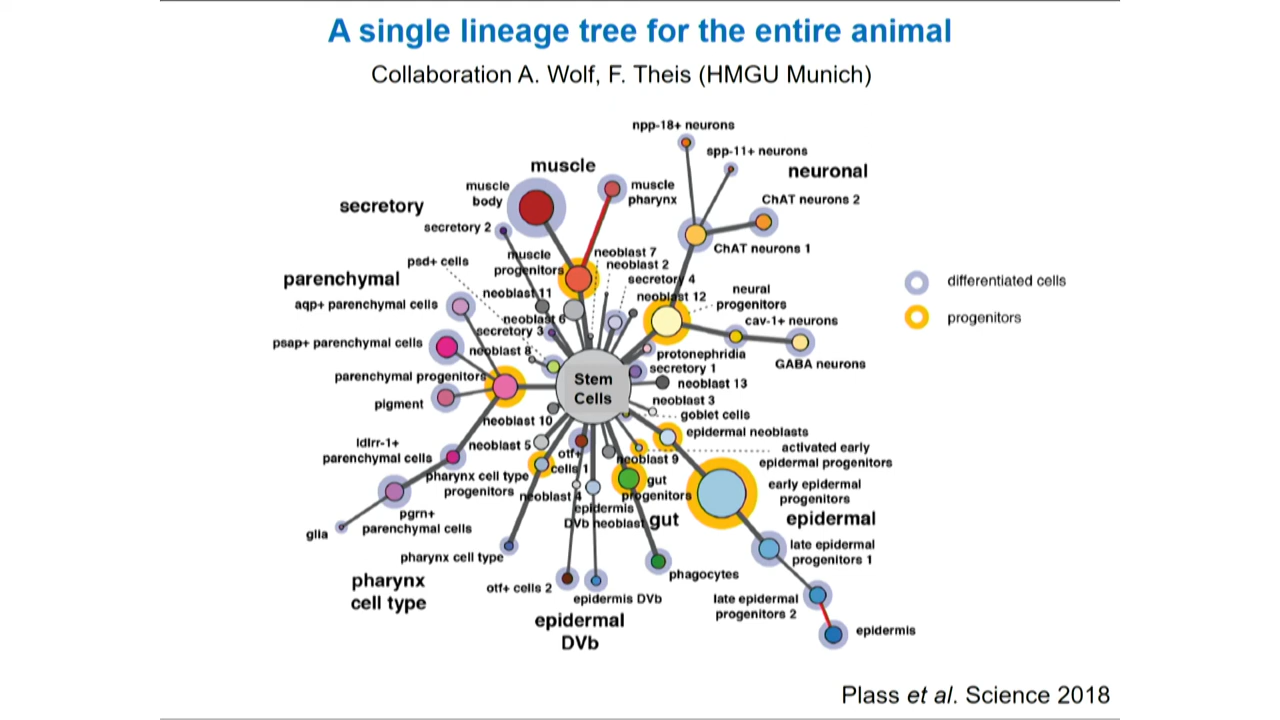 A single lineage tree for the entire animal
Collaboration A. Wolf, F. Theis (HMGU Munich)
npp-18+ neurons
spp-11+ neurons
neuronal
muscle
muscle
body
muscle
pharynx
ChAT neurons 2
secretory
secretory 2
ChAT neurons 1
psd+ cells
muscle
progenitors
neoblast 7
neoblast 2
secretory 4
parenchymal
neoblast 11
neoblast 12
neural
progenitors
differentiated cells
aqp+ parenchymal cells
neoblast 6
secretory 3
cav-1+ neurons
progenitors
psap+ parenchymal cells
neoblast 8
protonephridia
GABA neurons
secretory 1
parenchymal progenitors
Stem
Cells
neoblast 13
pigment
neoblast 3
goblet cells
neoblast 10
epidermal neoblasts
ldlrr-1+
parenchymal cells
neoblast 5
otf+
cells 1
neoblast 9
activated early
epidermal progenitors
pharynx cell type
progenitors
neoblast 4
gut
progenitors
early epidermal
progenitors
pgrn+
parenchymal cells
epidermis
DVb neoblast
gut
epidermal
glia
pharynx cell type
late epidermal
progenitors 1
pharynx
cell type
otf+ cells 2
epidermis DVb
phagocytes
late epidermal
progenitors 2
epidermal
DVb
epidermis
Plass et al. Science 2018